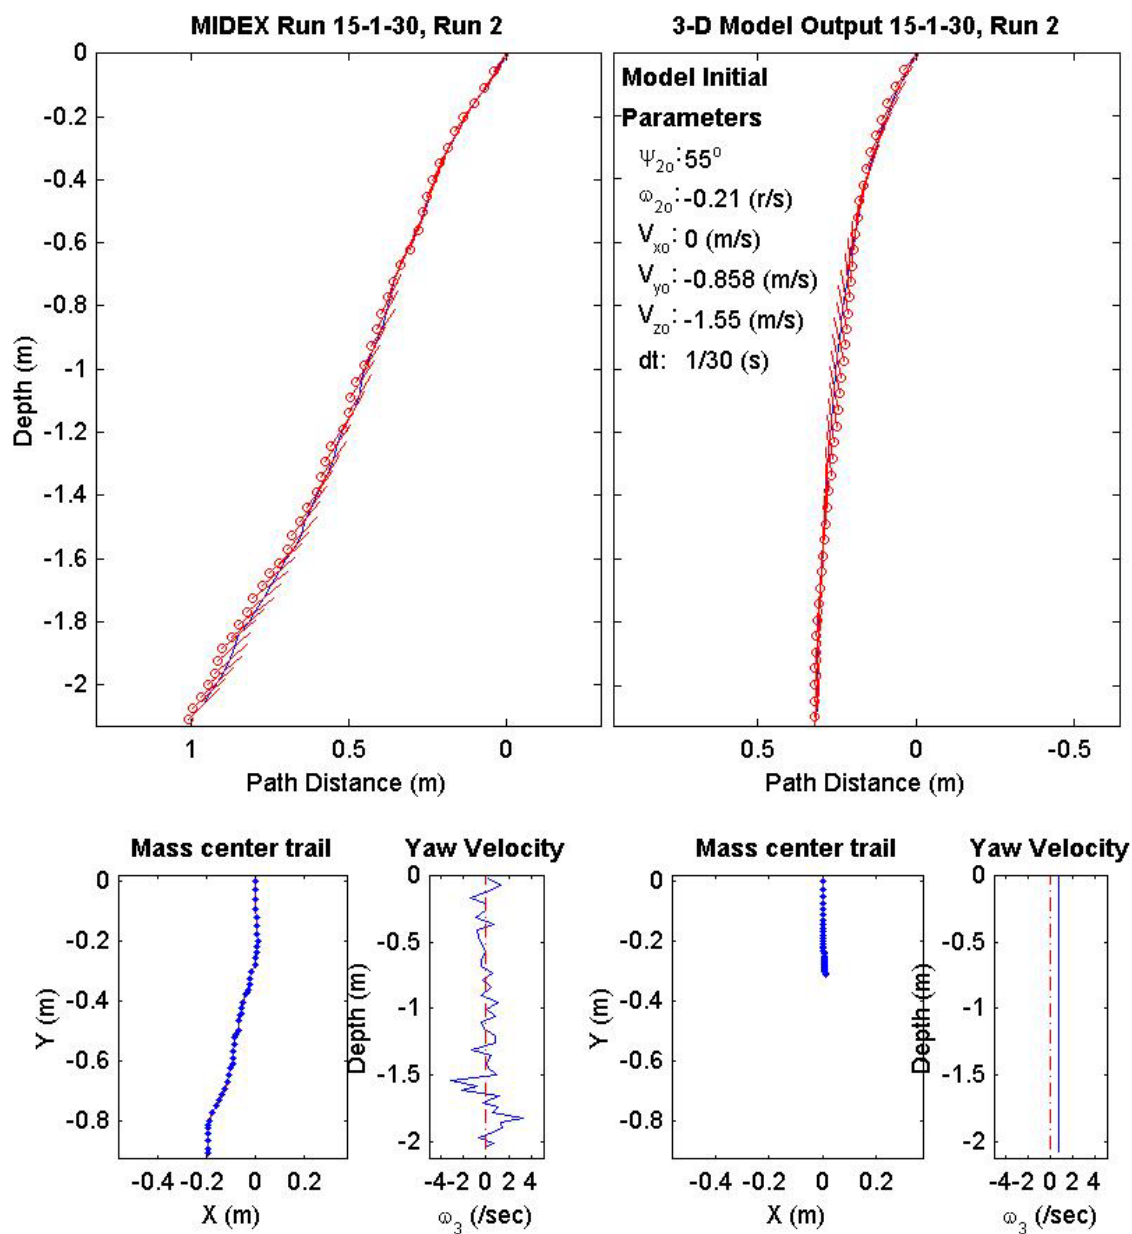 MIDEX Run 15-1-30, Run 2
3-D Model Output 15-1-30, Run 2
0
-0.2
-0.4
-0.6
-0.8
-1
-1.2
-1.4
-1.6
-1.8
-2
Depth (m)
1 0.5 0
Path Distance (m)
Model Initial
Parameters
Ψ2o: 55o
ω2o: -0.21 (r/s)
Vxo: 0 (m/s)
Vyo: -0.858 (m/s)
Vzo: -1.55 (m/s)
dt: 1/30 (s)
0.5 0 -0.5
Path Distance (m)
Mass center trail
0
-0.2
-0.4
-0.6
-0.8
Y (m)
-0.4 -0.2 0 0.2
X (m)
Yaw Velocity
0
-0.5
-1
-1.5
-2
Depth (m)
-4 -2 0 2 4
ω3 (/sec)
Mass center trail
0
-0.2
-0.4
-0.6
-0.8
Y (m)
-0.4 -0.2 0 0.2
X (m)
Yaw Velocity
0
-0.5
-1
-1.5
-2
Depth (m)
-4 -2 0 2 4
ω3 (/sec)